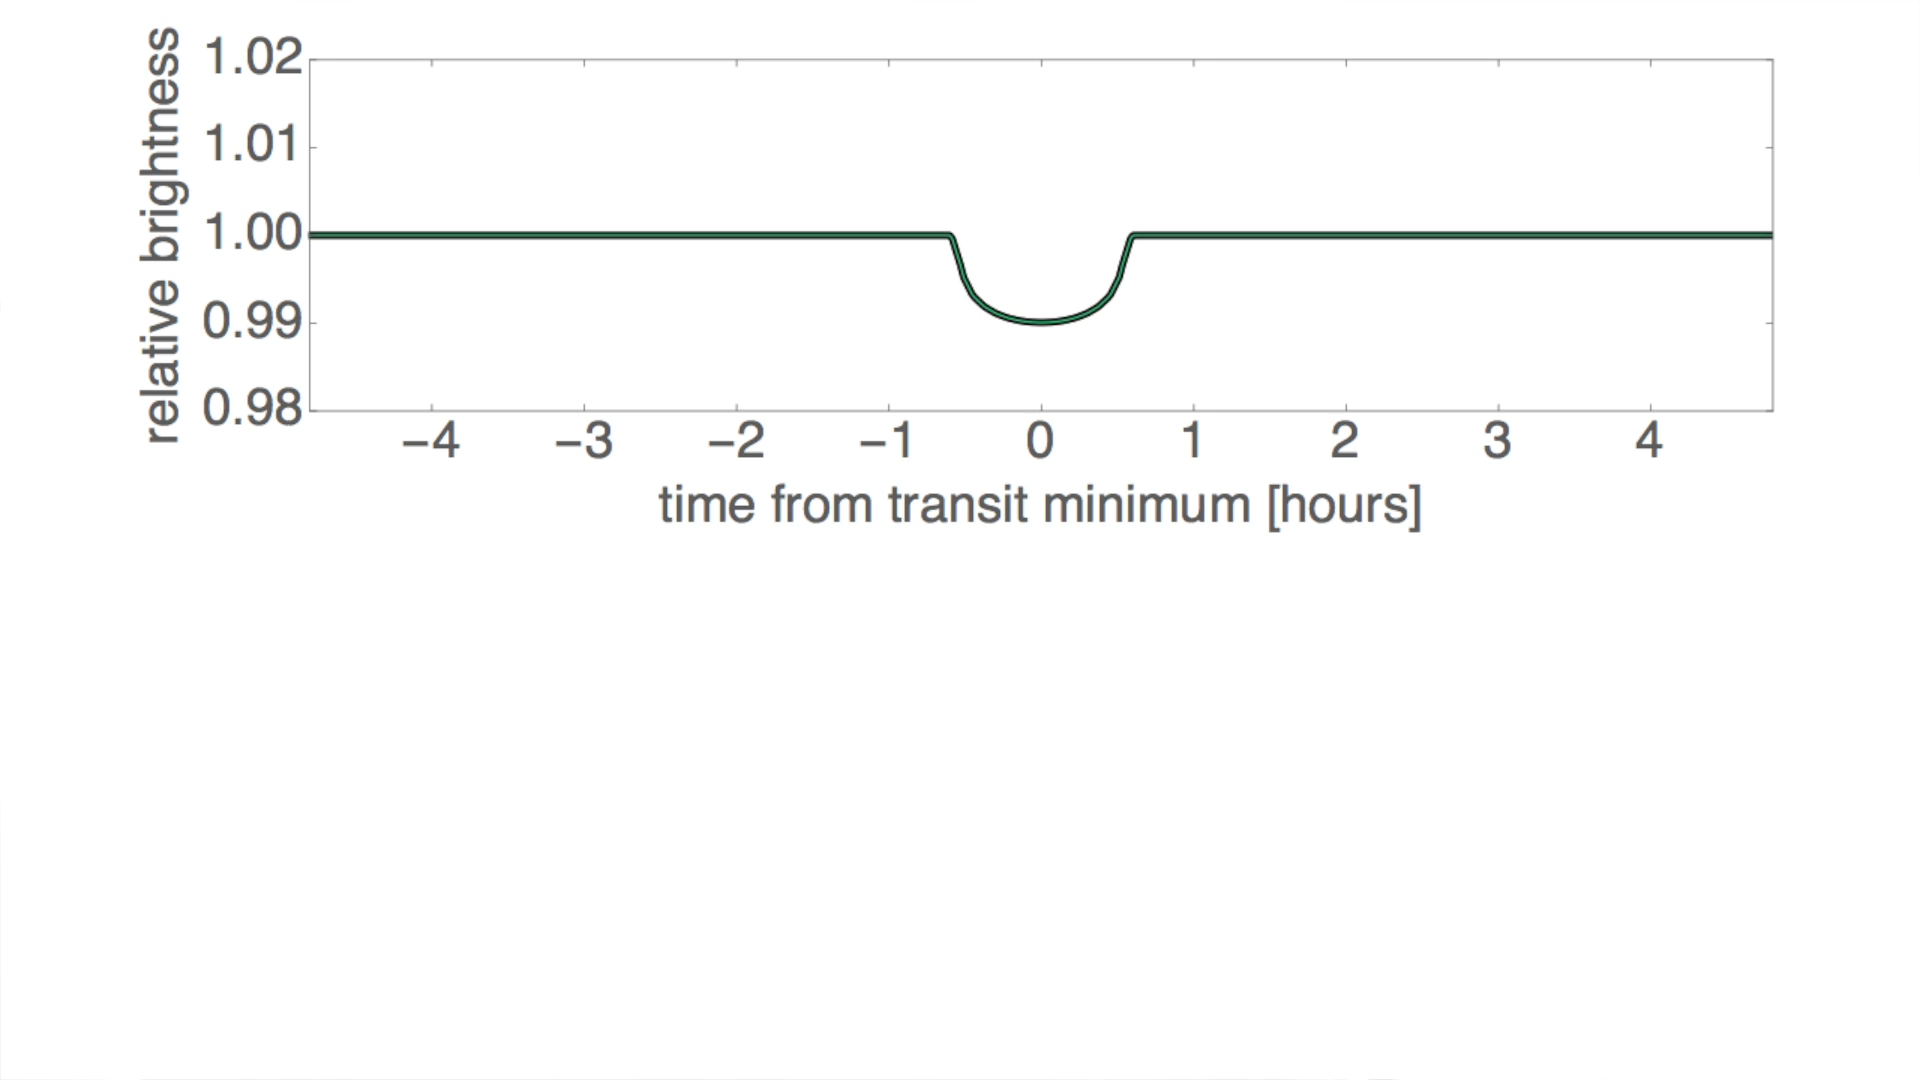 relative brightness
1.02
1.01
1.00
0.99
0.98
−4 −3 −2 −1 0 1 2 3 4
time from transit minimum [hours]